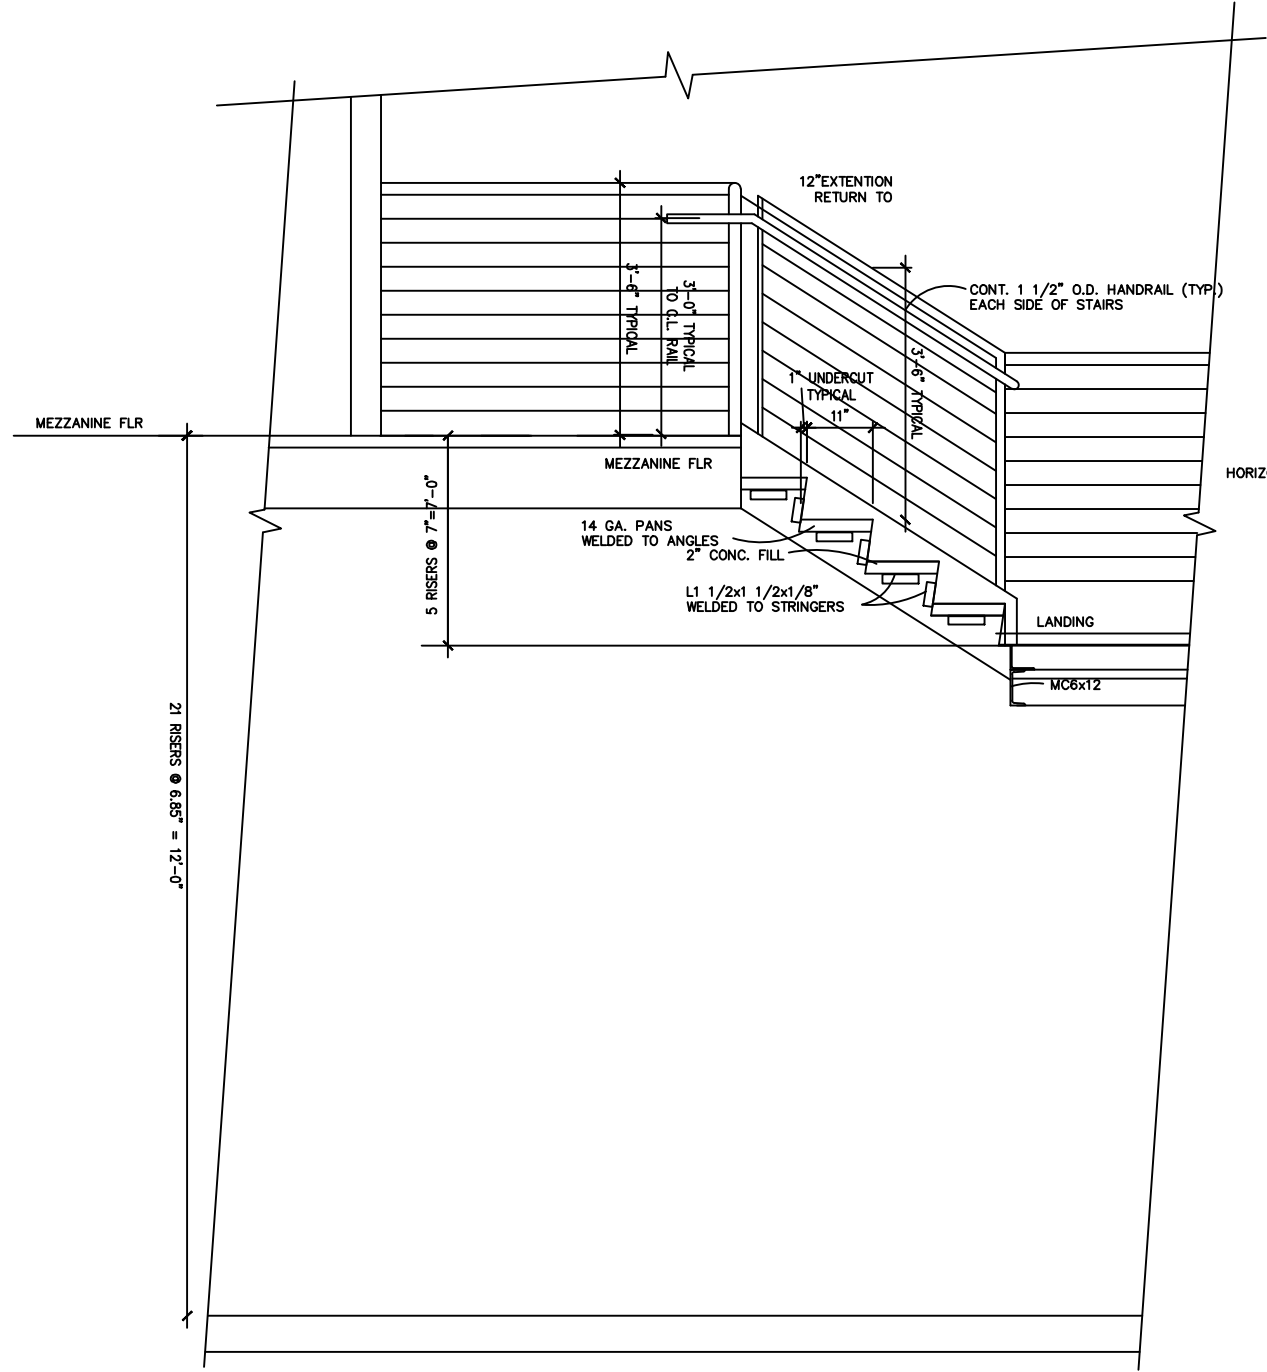 12"EXTENTION
RETURN TO
CONT. 1 1/2" O.D. HANDRAIL (TYP.)
EACH SIDE OF STAIRS
3'-6" TYPICAL
3'-0" TYPICAL
TO C.L. RAIL
3'-6" TYPICAL
1" UNDERCUT
TYPICAL
11"
MEZZANINE FLR
MEZZANINE FLR
HORIZ
5 RISERS @ 7"=7'-0"
14 GA. PANS
WELDED TO ANGLES
2" CONC. FILL
L1 1/2x1 1/2x1/8"
WELDED TO STRINGERS
LANDING
MC6x12
21 RISERS @ 6.85" = 12'-0"